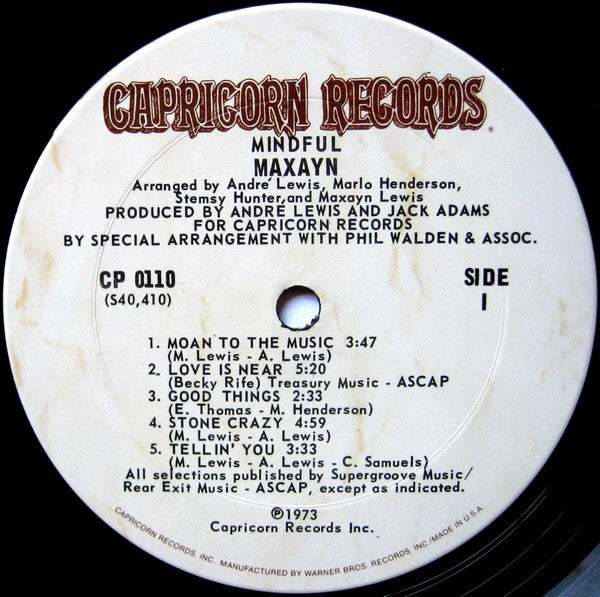 CAPRICORN RECORDS®
MINDFUL
MAXAYN
Arranged by André Lewis, Marlo Henderson,
Stemsy Hunter,and Maxayn Lewis
PRODUCED BY ANDRÉ LEWIS AND JACK ADAMS
FOR CAPRICORN RECORDS
BY SPECIAL ARRANGEMENT WITH PHIL WALDEN & ASSOC.
CP 0110
(S40,410)
SIDE
1
1. MOAN TO THE MUSIC 3:47
(M. Lewis - A. Lewis)
2. LOVE IS NEAR 5:20
(Becky Rife) Treasury Music - ASCAP
3. GOOD THINGS 2:33
(E. Thomas - M. Henderson)
4. STONE CRAZY 4:59
(M. Lewis - A. Lewis)
5. TELLIN' YOU 3:33
(M. Lewis - A. Lewis - C. Samuels)
All selections published by Supergroove Music/
Rear Exit Music - ASCAP, except as indicated.
℗1973
Capricorn Records Inc.
CAPRICORN RECORDS, INC., MANUFACTURED BY WARNER BROS. RECORDS INC./MADE IN U.S.A